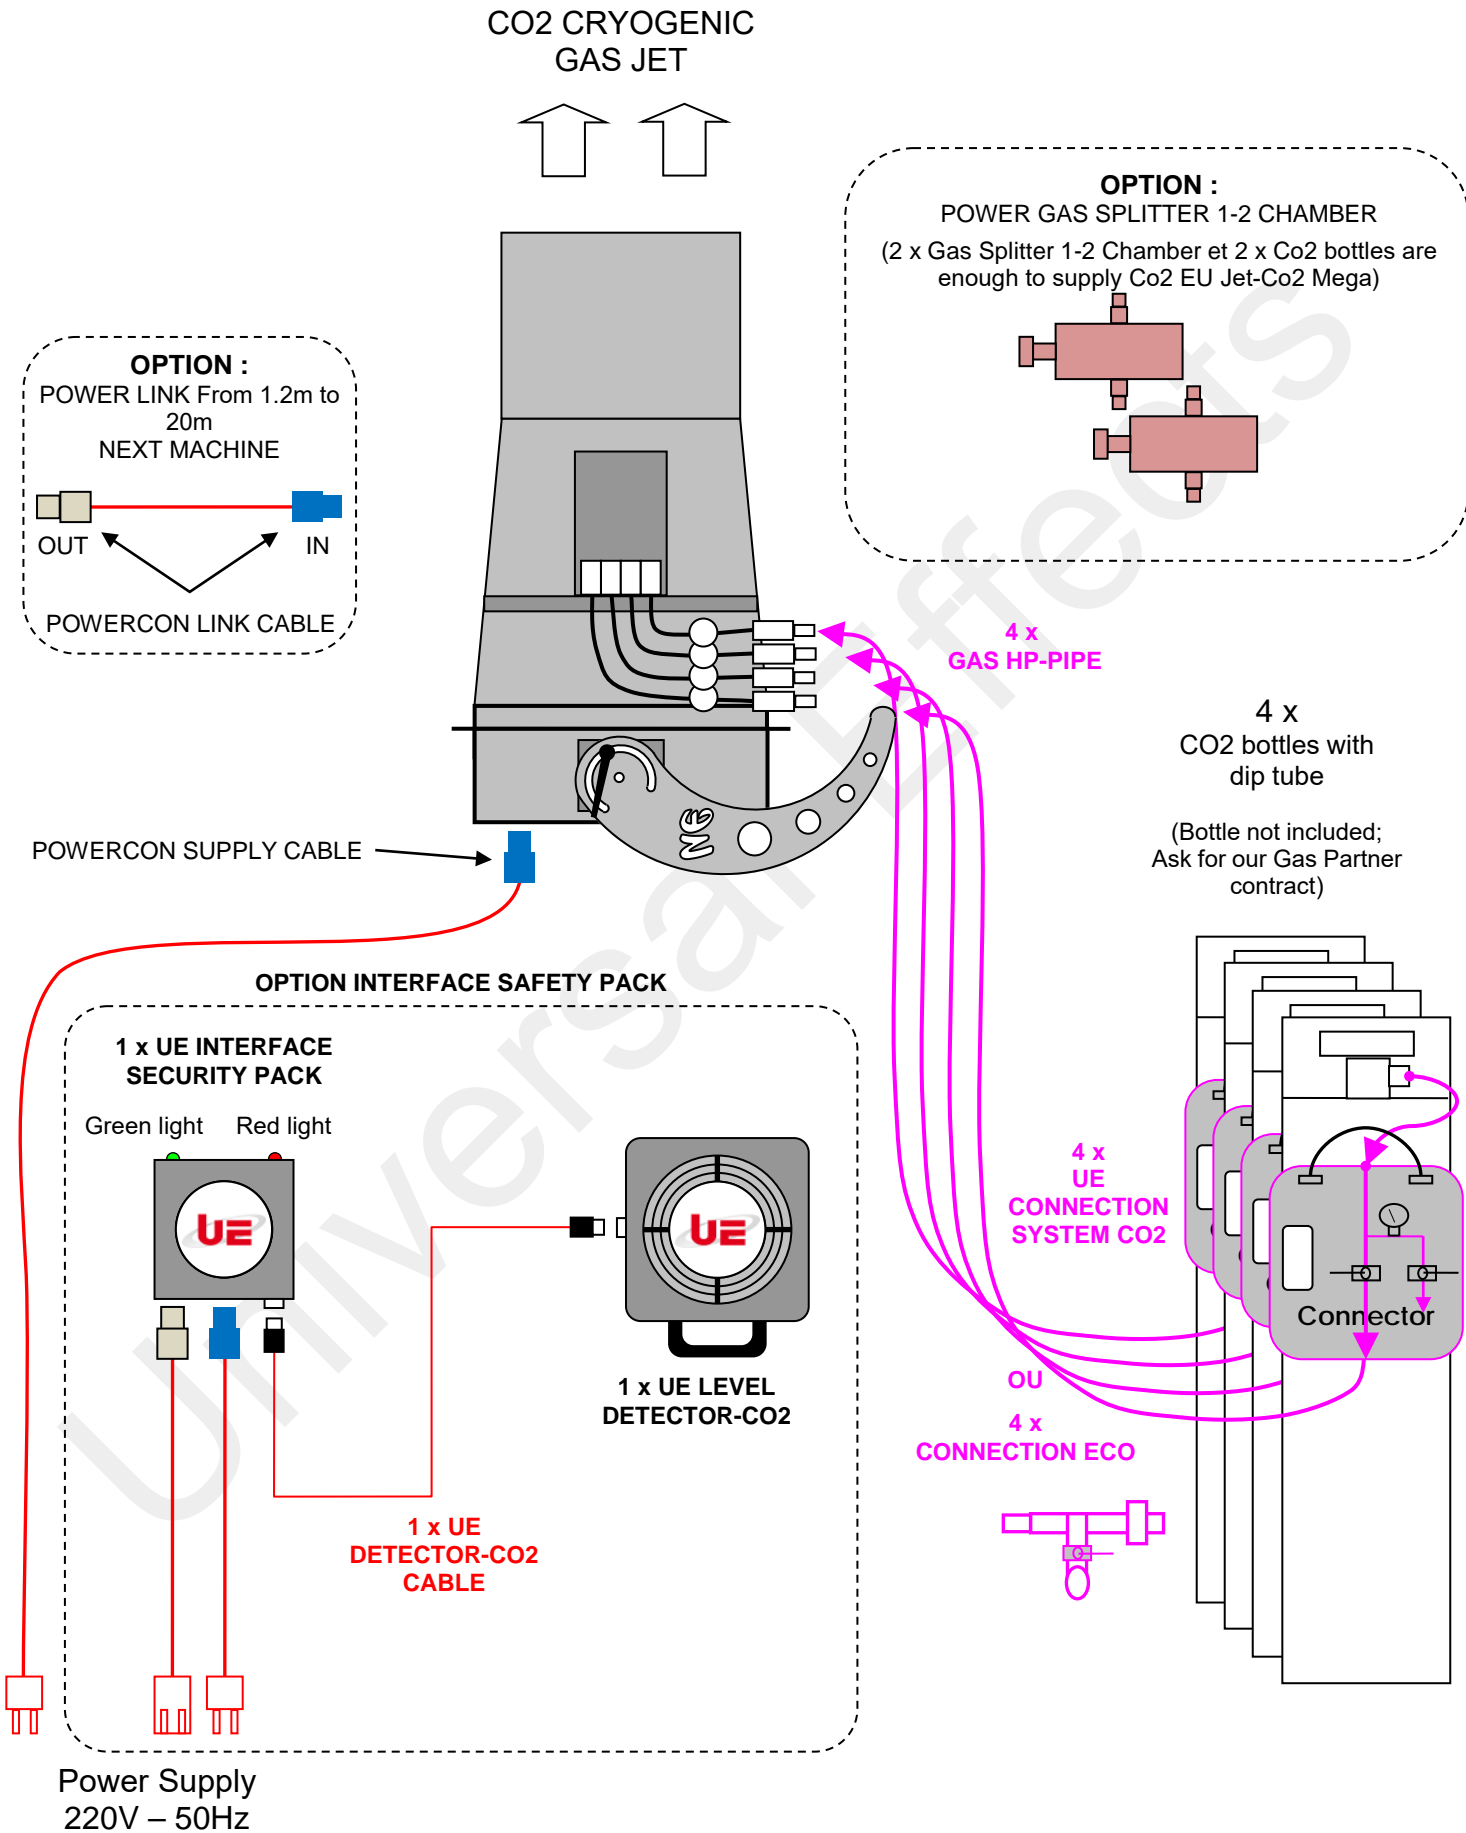 CO2 CRYOGENIC
GAS JET
OPTION :
POWER GAS SPLITTER 1-2 CHAMBER
(2 x Gas Splitter 1-2 Chamber et 2 x Co2 bottles are
enough to supply Co2 EU Jet-Co2 Mega)
OPTION :
POWER LINK From 1.2m to
20m
NEXT MACHINE
OUT
IN
POWERCON LINK CABLE
4 x
GAS HP-PIPE
4 x
CO2 bottles with
dip tube
(Bottle not included;
Ask for our Gas Partner
contract)
POWERCON SUPPLY CABLE
OPTION INTERFACE SAFETY PACK
1 x UE INTERFACE
SECURITY PACK
Green light
Red light
UE
UE
1 x UE LEVEL
DETECTOR-CO2
1 x UE
DETECTOR-CO2
CABLE
4 x
UE
CONNECTION
SYSTEM CO2
Connector
OU
4 x
CONNECTION ECO
Power Supply
220V – 50Hz
Universal Effects